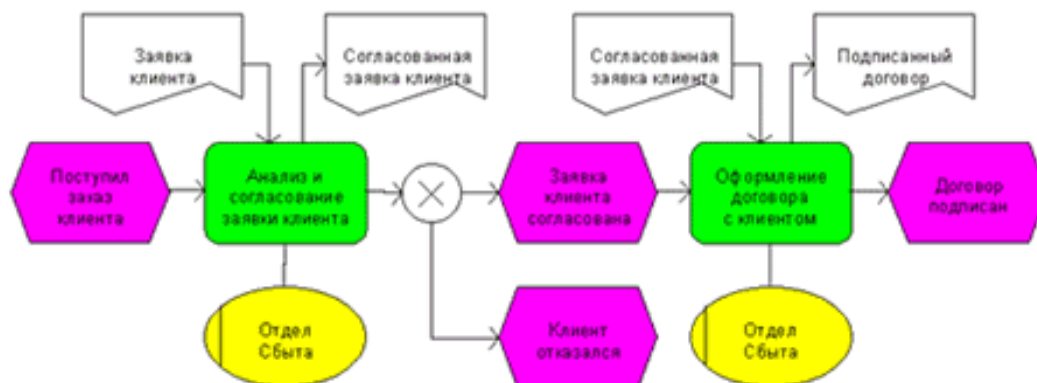 Заявка
клиента
Согласованная
заявка клиента
Согласованная
заявка клиента
Подписанный
договор
Поступил
заказ
клиента
Анализ и
согласование
заявки клиента
Заявка
клиента
согласована
Оформление
договора
с клиентом
Договор
подписан
Отдел
Сбыта
Клиент
отказался
Отдел
Сбыта